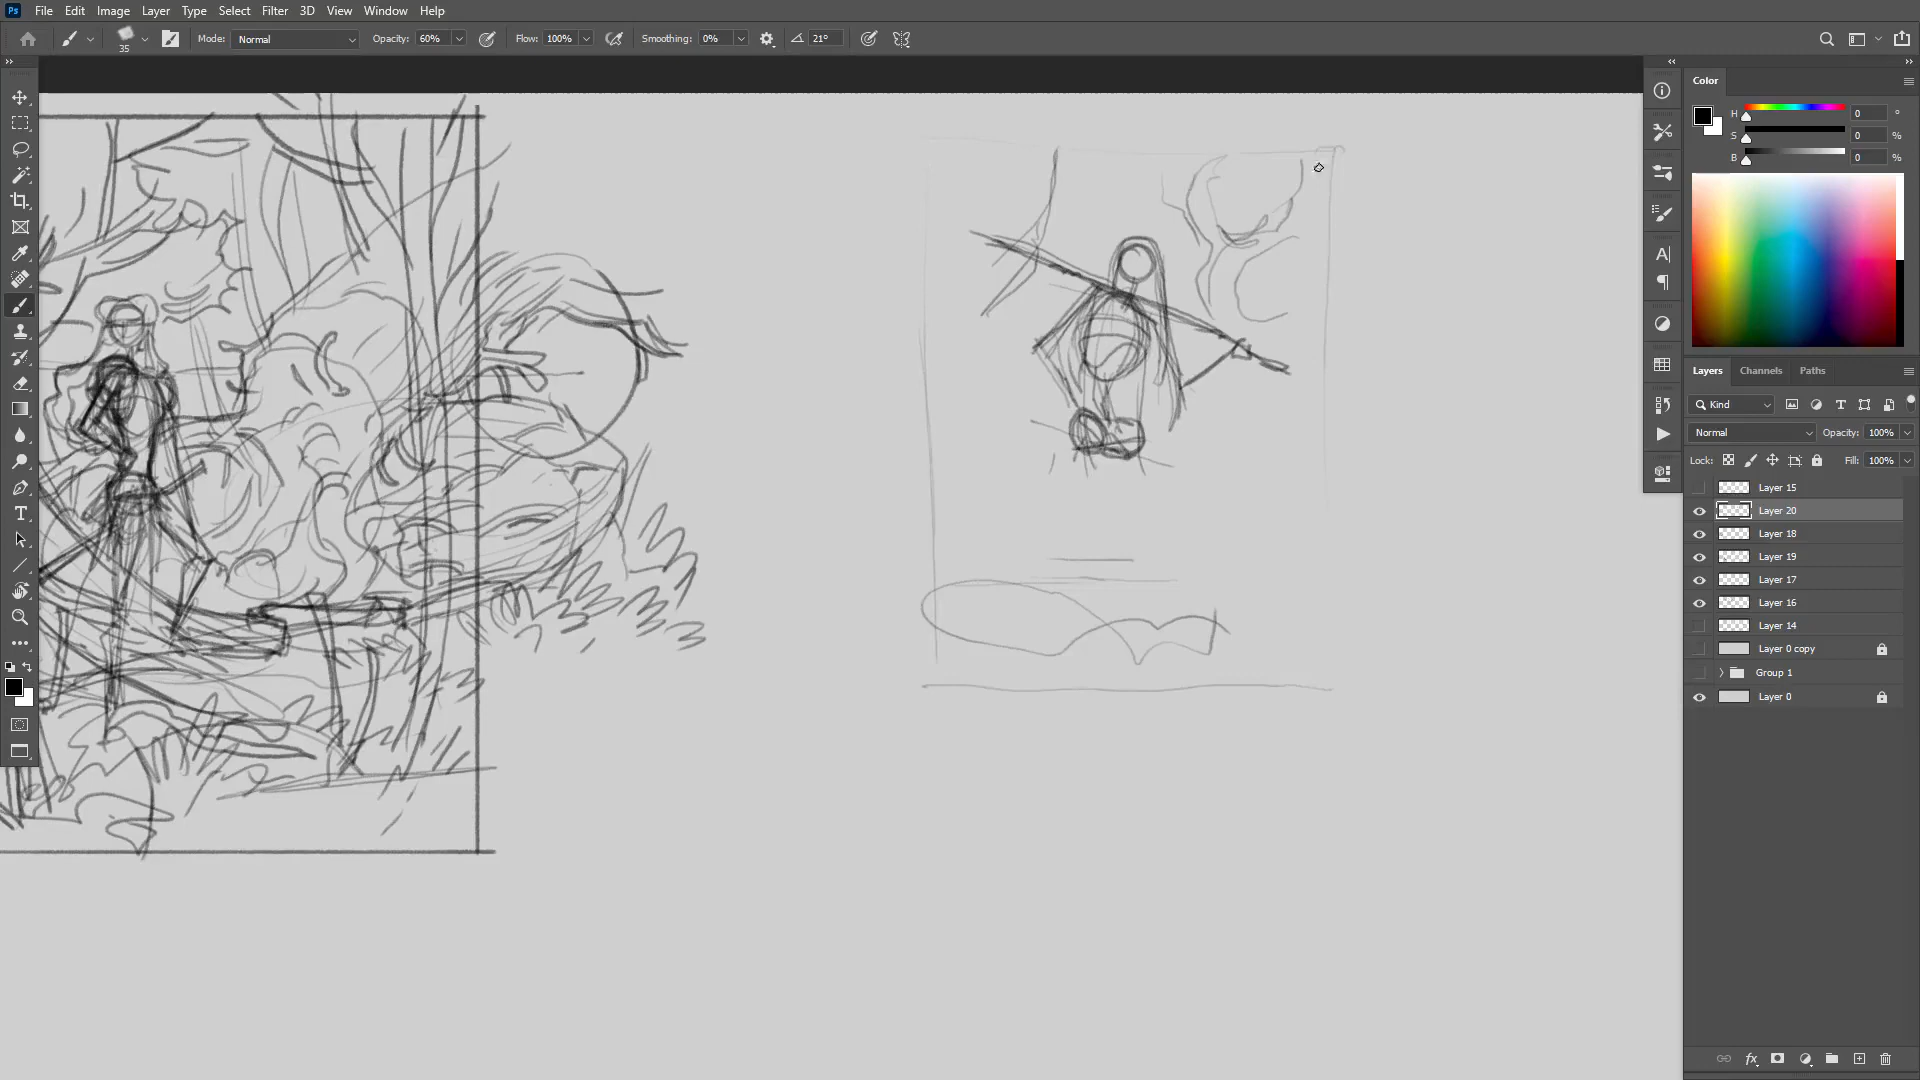 Ps File Edit Image Layer Type Select Filter 3D View Window Help
35 Mode: Normal Opacity: 60% Flow: 100% Smoothing: 0% 21°
Color
H 0 °
S 0 %
B 0 %
Layers Channels Paths
Kind
Normal Opacity: 100%
Lock: Fill: 100%
Layer 15
Layer 20
Layer 18
Layer 19
Layer 17
Layer 16
Layer 14
Layer 0 copy
Group 1
Layer 0